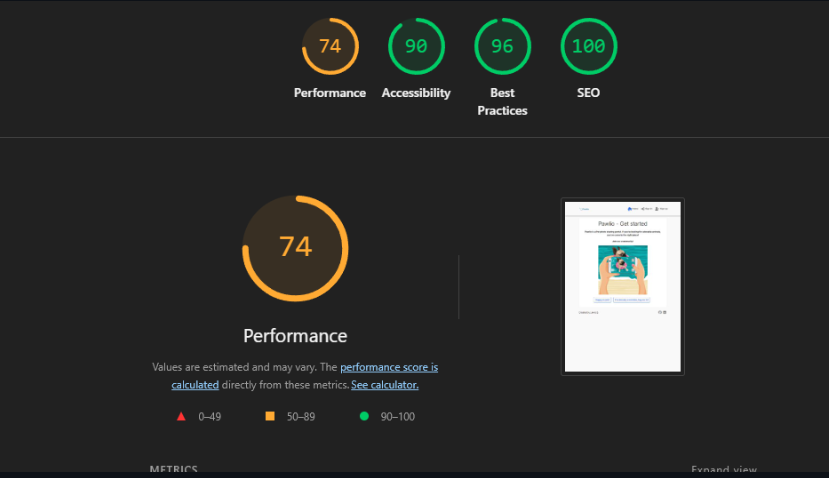 74
90
96
100
Performance
Accessibility
Best
Practices
SEO
74
Performance
Values are estimated and may vary. The performance score is
calculated directly from these metrics. See calculator.
0–49
50–89
90–100
Get started
METRICS
Expand view